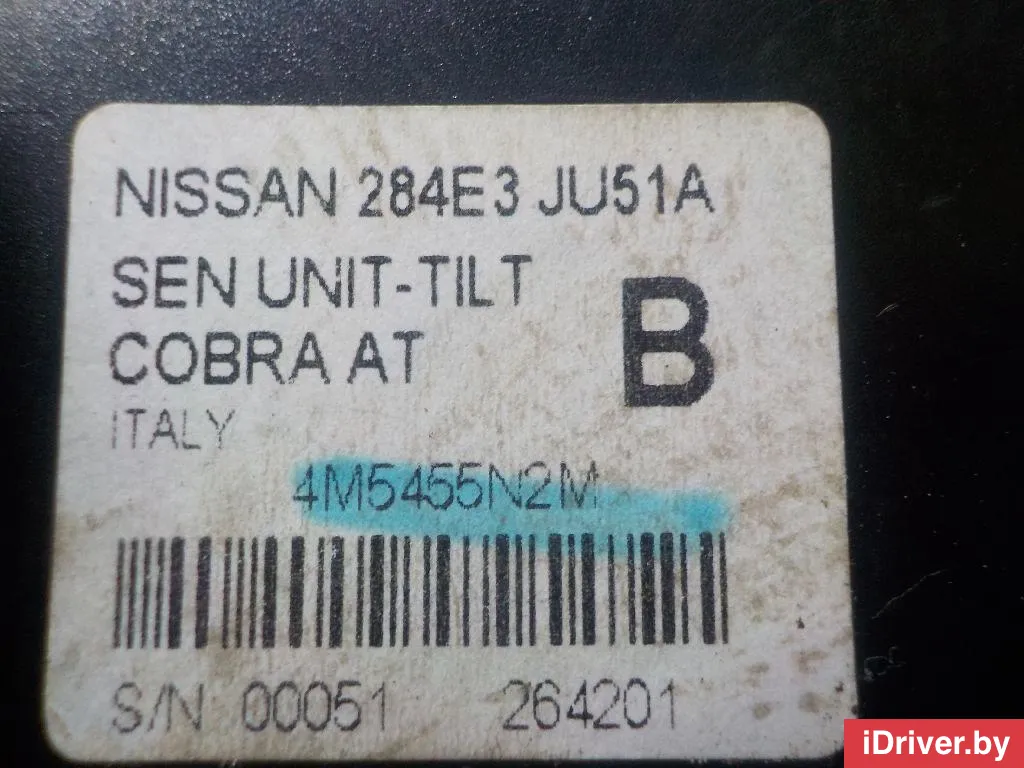 NISSAN 284E3 JU51A
SEN UNIT-TILT
COBRA AT
B
ITALY
4M5455N2M
S/N 00051 264201
iDriver.by